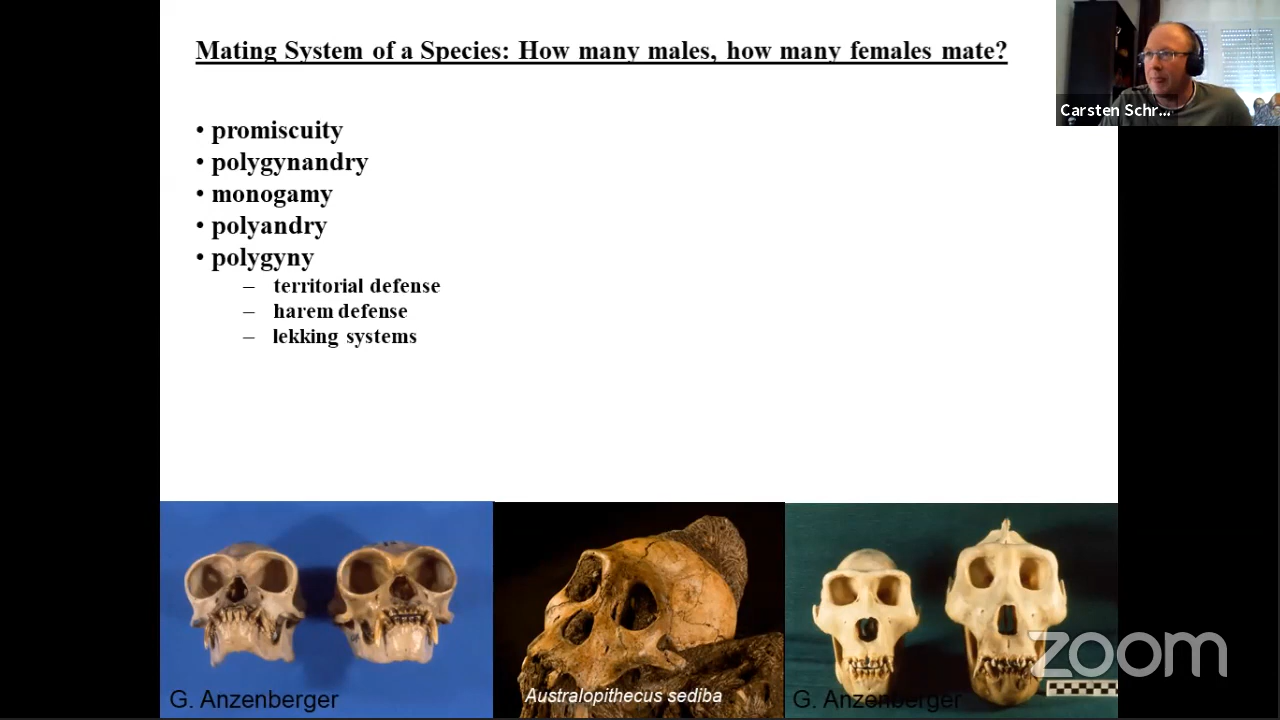 Mating System of a Species: How many males, how many females mate?
Carsten Schr...
• promiscuity
• polygynandry
• monogamy
• polyandry
• polygyny
– territorial defense
– harem defense
– lekking systems
G. Anzenberger
Australopithecus sediba
G. Anzenberger
zoom